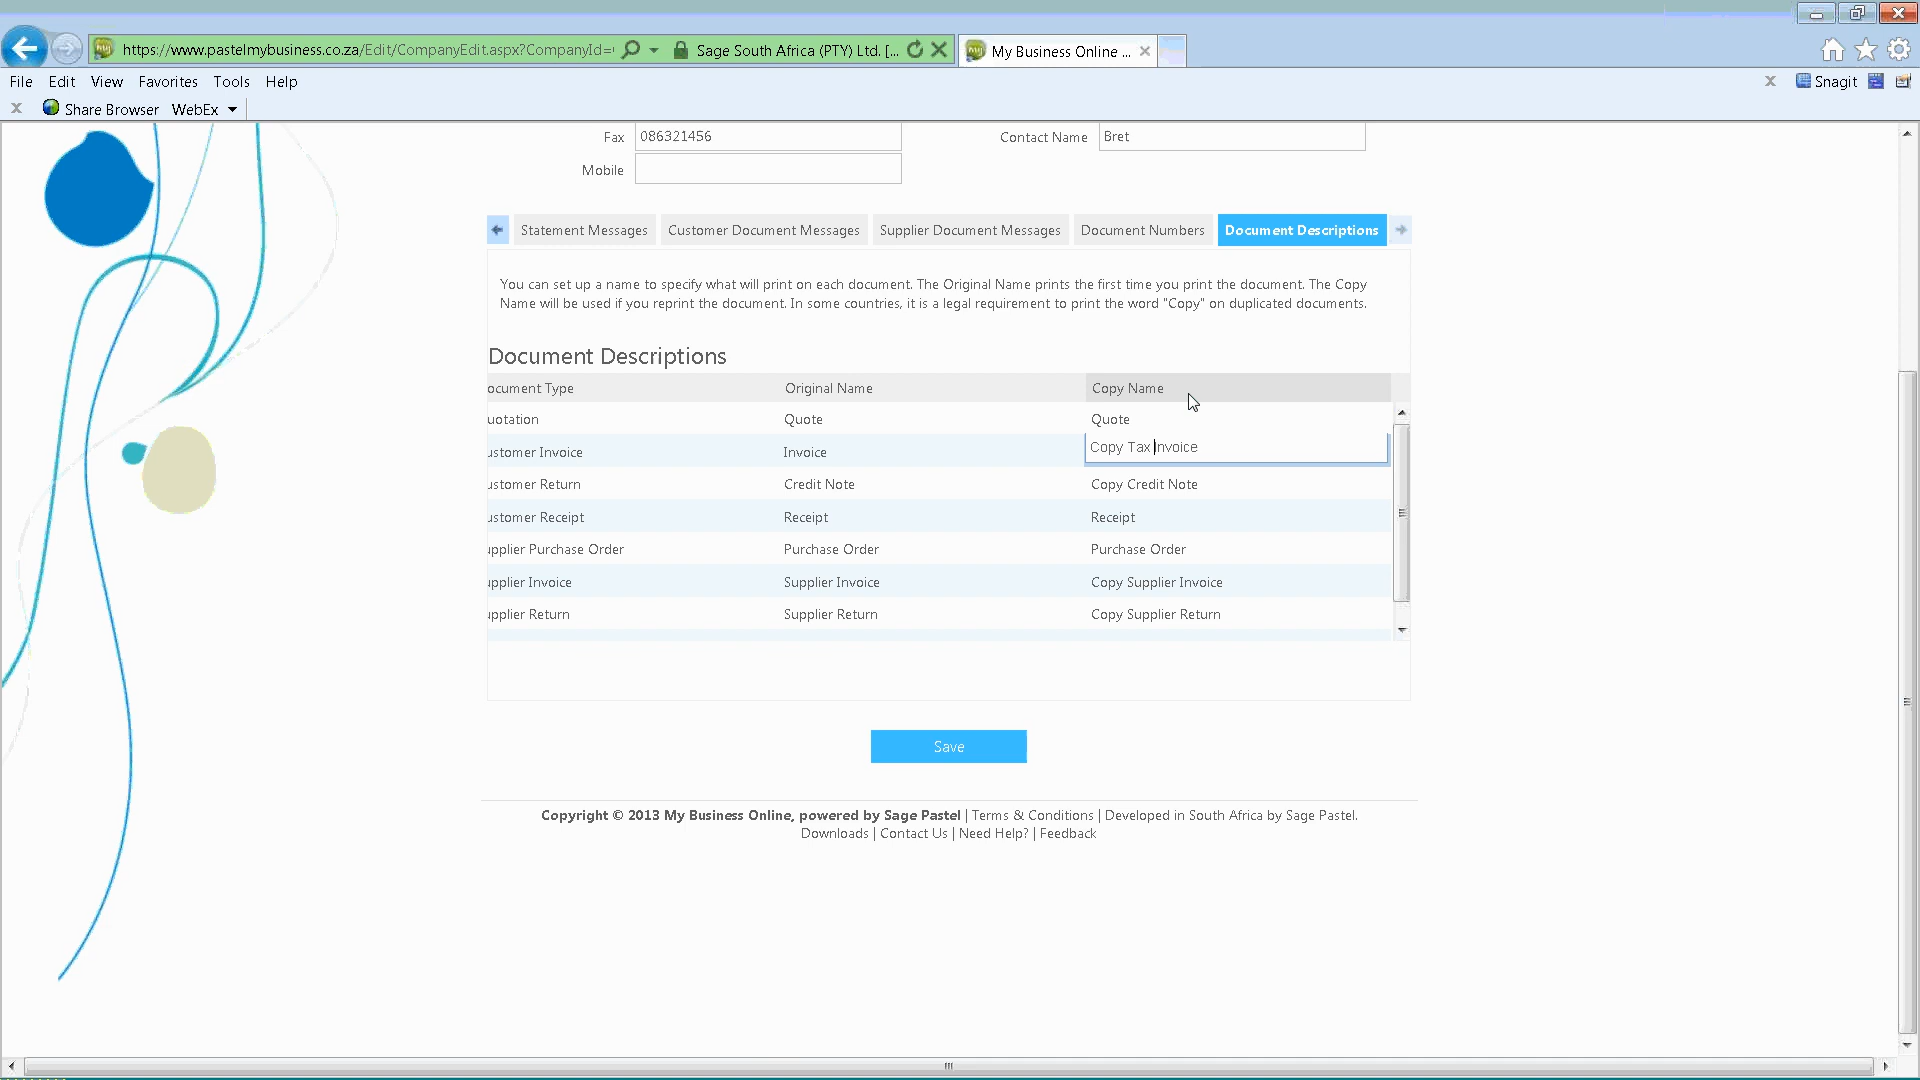 https://www.pastelmybusiness.co.za/Edit/CompanyEdit.aspx?CompanyId=
Sage South Africa (PTY) Ltd. [...
My Business Online ...
File Edit View Favorites Tools Help
Snagit
Share Browser WebEx
Fax 086321456 Contact Name Bret
Mobile
Statement Messages Customer Document Messages Supplier Document Messages Document Numbers Document Descriptions
You can set up a name to specify what will print on each document. The Original Name prints the first time you print the document. The Copy
Name will be used if you reprint the document. In some countries, it is a legal requirement to print the word "Copy" on duplicated documents.
Document Descriptions
ocument Type Original Name Copy Name
uotation Quote Quote
ustomer Invoice Invoice Copy Tax Invoice
ustomer Return Credit Note Copy Credit Note
ustomer Receipt Receipt Receipt
upplier Purchase Order Purchase Order Purchase Order
upplier Invoice Supplier Invoice Copy Supplier Invoice
upplier Return Supplier Return Copy Supplier Return
Save
Copyright © 2013 My Business Online, powered by Sage Pastel | Terms & Conditions | Developed in South Africa by Sage Pastel.
Downloads | Contact Us | Need Help? | Feedback